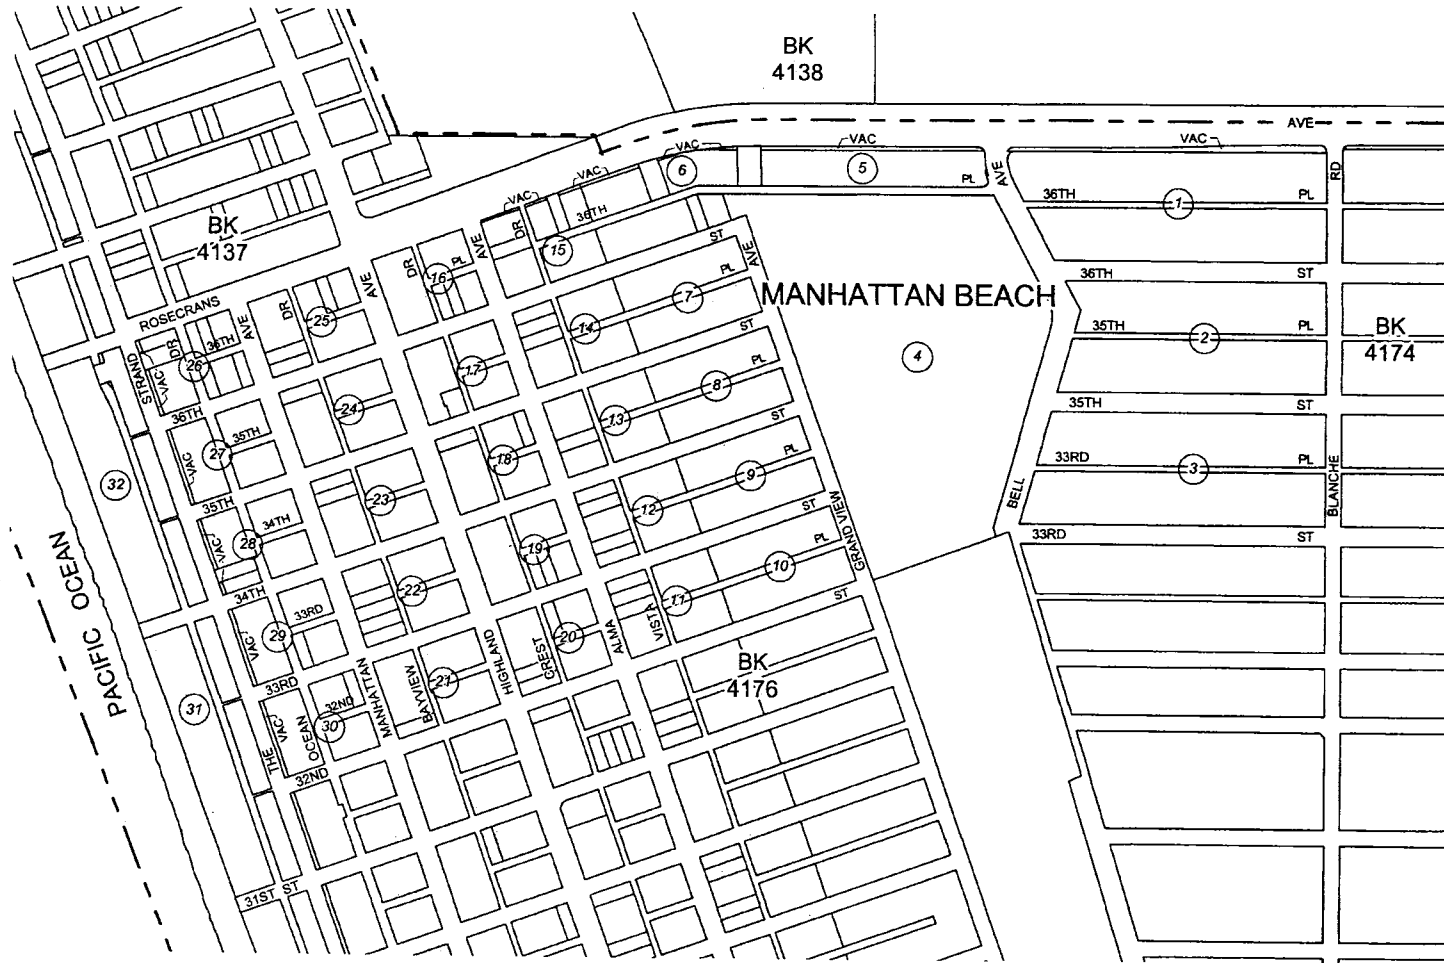 BK
4138
AVE
VAC
VAC
VAC
6
5
PL
AVE
RD
VAC
VAC
36TH
36TH
PL
1
BK
4137
DR
AVE
15
ST
AVE
DR
16
PL
AVE
PL
7
36TH
ST
MANHATTAN BEACH
ROSECRANS
AVE
DR
25
14
ST
35TH
PL
2
BK
4174
STRAND
DR
VAC
26
36TH
17
8
PL
4
36TH
24
13
ST
35TH
ST
VAC
27
35TH
18
9
PL
33RD
PL
3
32
35TH
23
12
ST
GRAND VIEW
BELL
BLANCHE
VAC
28
34TH
19
10
PL
33RD
ST
PACIFIC OCEAN
34TH
22
11
ST
VAC
29
33RD
20
ALMA
VISTA
33RD
MANHATTAN
BAYVIEW
21
HIGHLAND
CREST
BK
4176
31
THE
VAC
OCEAN
30
32ND
32ND
31ST ST